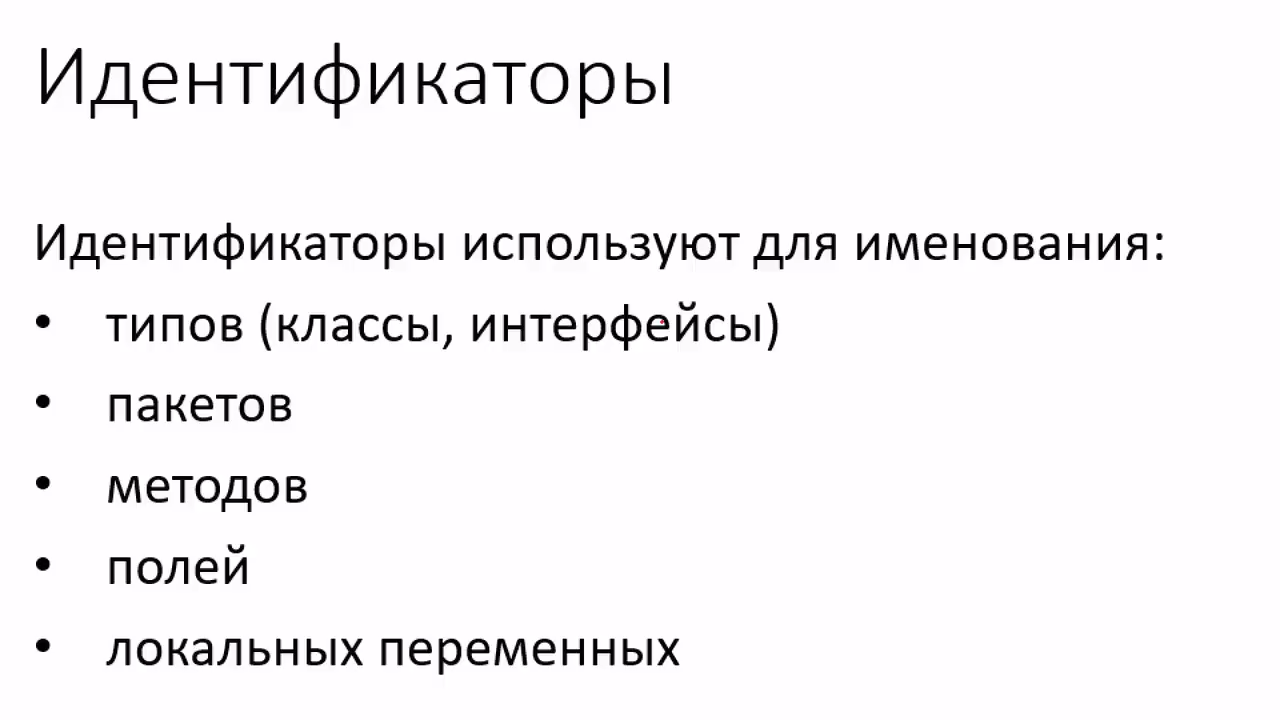 Идентификаторы
Идентификаторы используют для именования:
• типов (классы, интерфейсы)
• пакетов
• методов
• полей
• локальных переменных